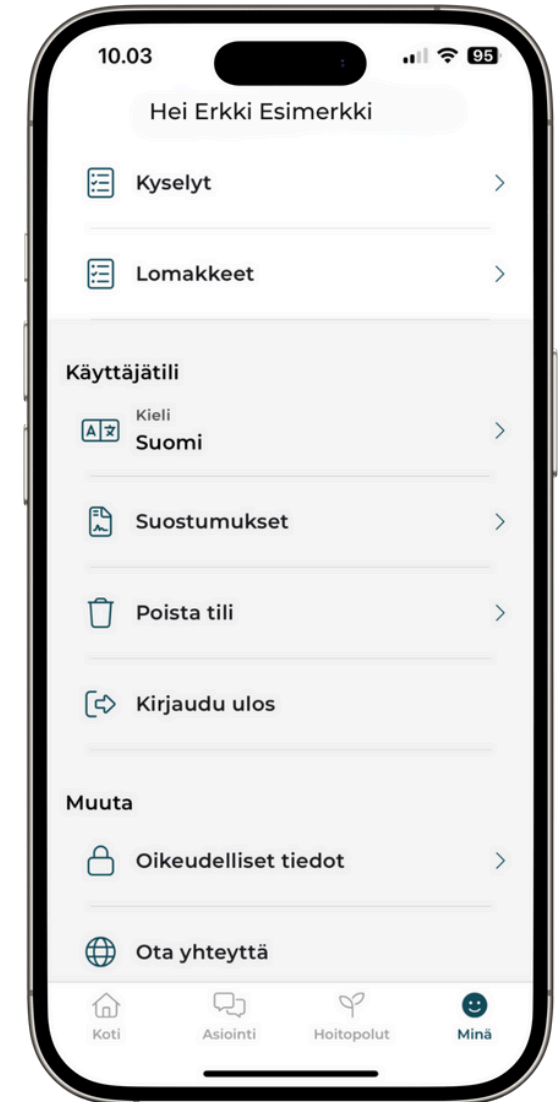 10.03
95
Hei Erkki Esimerkki
Kyselyt
Lomakkeet
Käyttäjätili
Kieli
Suomi
Suostumukset
Poista tili
Kirjaudu ulos
Muuta
Oikeudelliset tiedot
Ota yhteyttä
Koti Asiointi Hoitopolut Minä